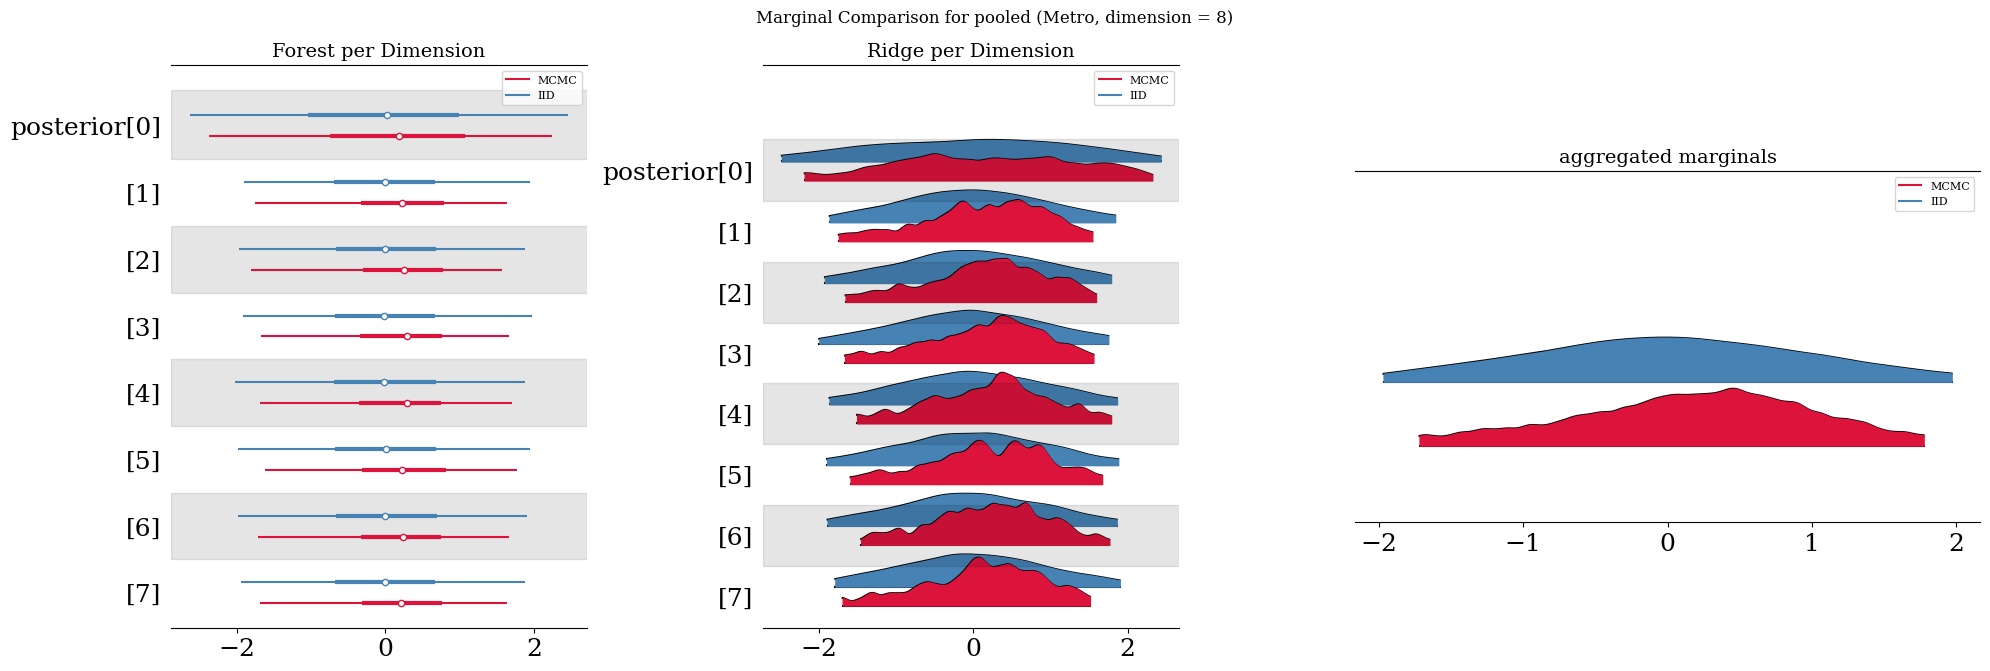 Marginal Comparison for pooled (Metro, dimension = 8)
Forest per Dimension
MCMC
IID
posterior[0]
[1]
[2]
[3]
[4]
[5]
[6]
[7]
−2 0 2
Ridge per Dimension
MCMC
IID
posterior[0]
[1]
[2]
[3]
[4]
[5]
[6]
[7]
−2 0 2
aggregated marginals
MCMC
IID
−2 −1 0 1 2